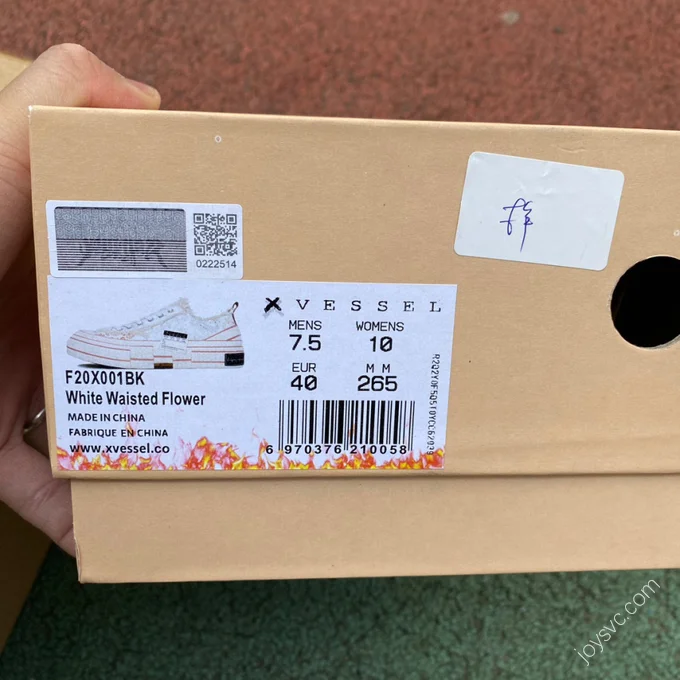 0222514
X VESSEL
MENS WOMENS
7.5 10
EUR M M
40 265
F20X001BK
White Waisted Flower
MADE IN CHINA
FABRIQUE EN CHINA
www.xvessel.co
6 970376 210058
joysvc.com